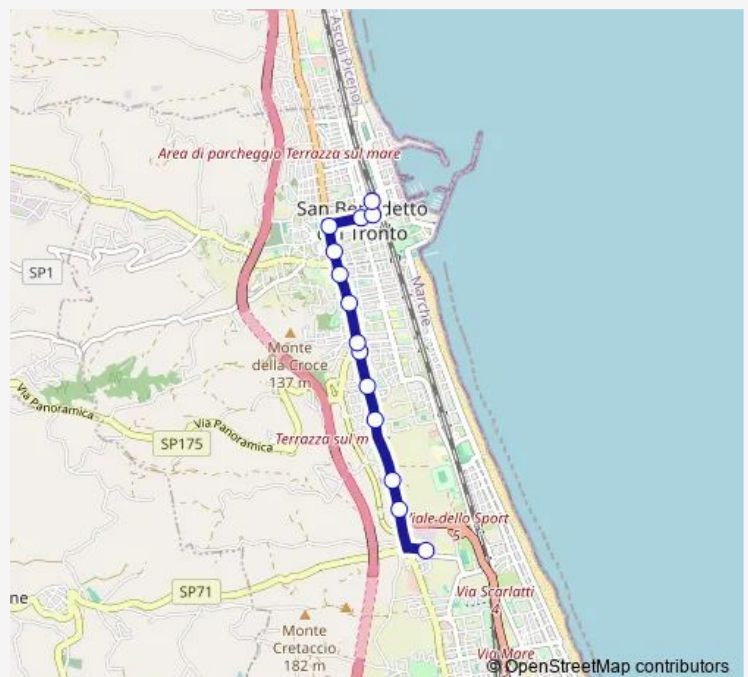 Ascoli Piceno
Area di parcheggio Terrazza sul mare
San Benedetto
del Tronto
SP1
Marche
Monte
della Croce
137 m
Via Panoramica
Via Panoramica
SP175
Terrazza sul m
Viale dello Sport
5
SP71
ne
Via Scarlatti
4
Monte
Cretaccio
182 m
Via Mare
© OpenStreetMap contributors